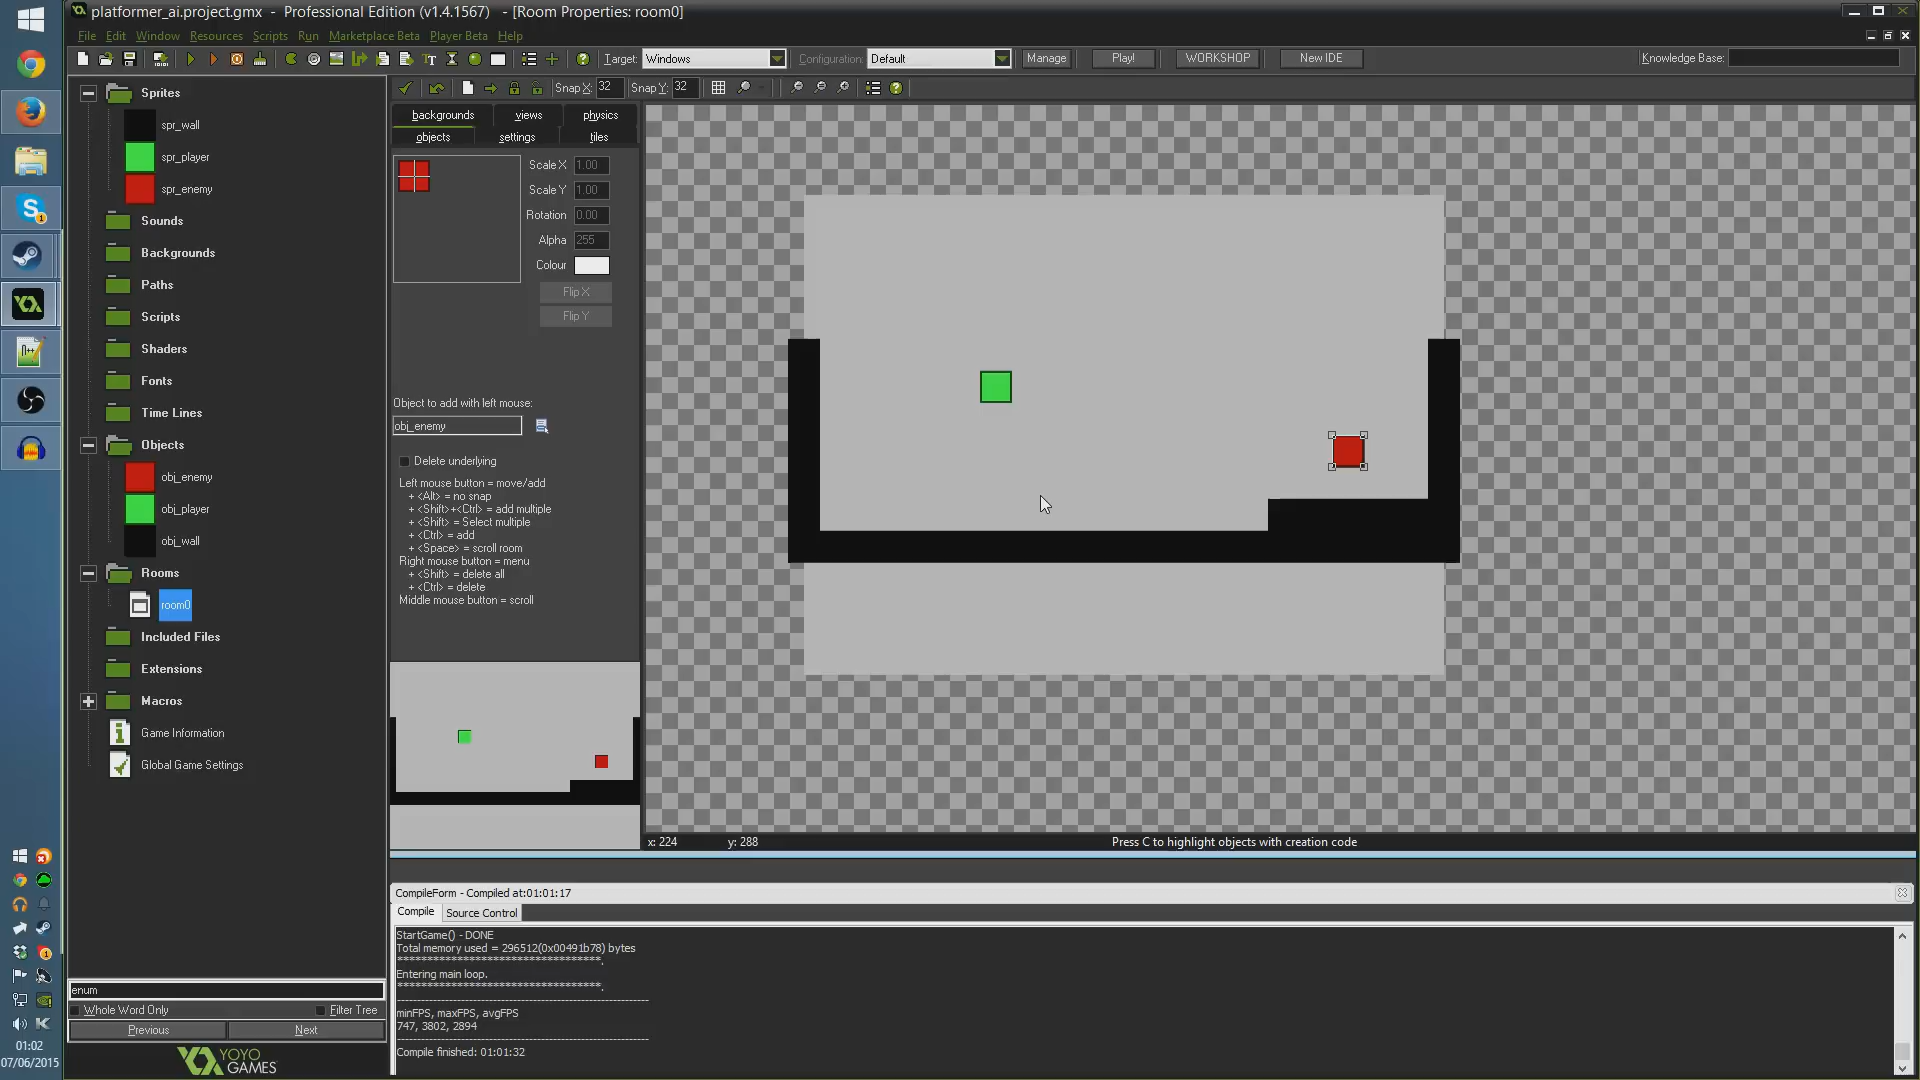 platformer_ai.project.gmx - Professional Edition (v1.4.1567) - [Room Properties: room0]
File Edit Window Resources Scripts Run Marketplace Beta Player Beta Help
Target: Windows Configuration: Default Manage Play! WORKSHOP New IDE Knowledge Base:
Snap X: 32 Snap Y: 32
Sprites
spr_wall
spr_player
spr_enemy
Sounds
Backgrounds
Paths
Scripts
Shaders
Fonts
Time Lines
Objects
obj_enemy
obj_player
obj_wall
Rooms
room0
Included Files
Extensions
Macros
Game Information
Global Game Settings
enum
Whole Word Only Filter Tree
Previous Next
YOYO
GAMES
backgrounds views physics
objects settings tiles
Scale X 1.00
Scale Y 1.00
Rotation 0.00
Alpha 255
Colour
Flip X
Flip Y
Object to add with left mouse:
obj_enemy
Delete underlying
Left mouse button = move/add
+ <Alt> = no snap
+ <Shift>+<Ctrl> = add multiple
+ <Shift> = Select multiple
+ <Ctrl> = add
+ <Space> = scroll room
Right mouse button = menu
+ <Shift> = delete all
+ <Ctrl> = delete
Middle mouse button = scroll
x: 224 y: 288 Press C to highlight objects with creation code
CompileForm - Compiled at:01:01:17
Compile Source Control
StartGame() - DONE
Total memory used = 296512(0x00491b78) bytes
Entering main loop.
minFPS, maxFPS, avgFPS
747, 3802, 2894
Compile finished: 01:01:32
01:02
07/06/2015